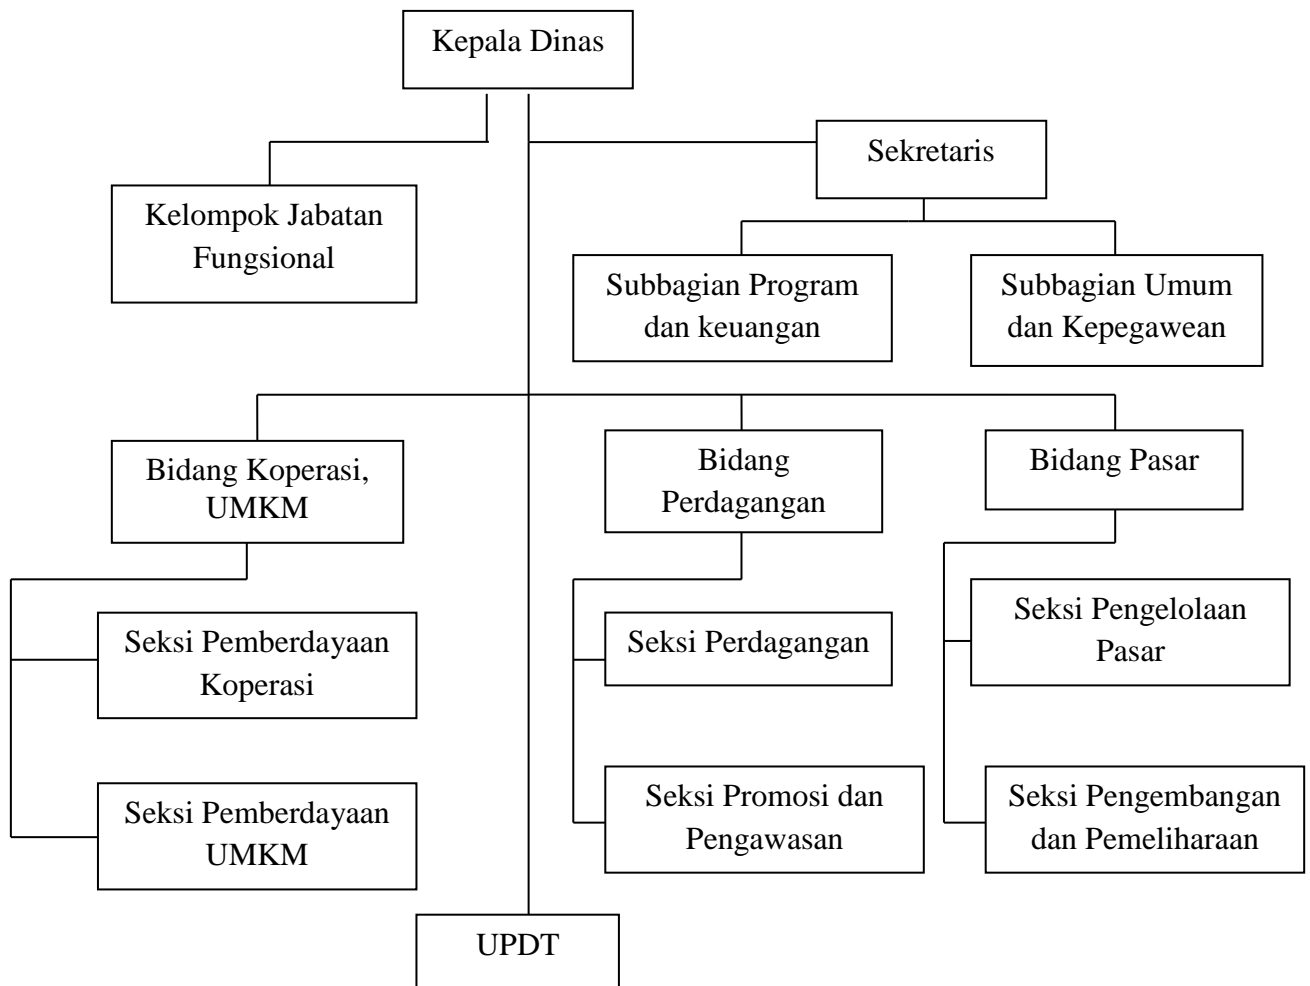 Kepala Dinas
Sekretaris
Kelompok Jabatan
Fungsional
Subbagian Program
dan keuangan
Subbagian Umum
dan Kepegawean
Bidang Koperasi,
UMKM
Bidang
Perdagangan
Bidang Pasar
Seksi Pemberdayaan
Koperasi
Seksi Perdagangan
Seksi Pengelolaan
Pasar
Seksi Pemberdayaan
UMKM
Seksi Promosi dan
Pengawasan
Seksi Pengembangan
dan Pemeliharaan
UPDT